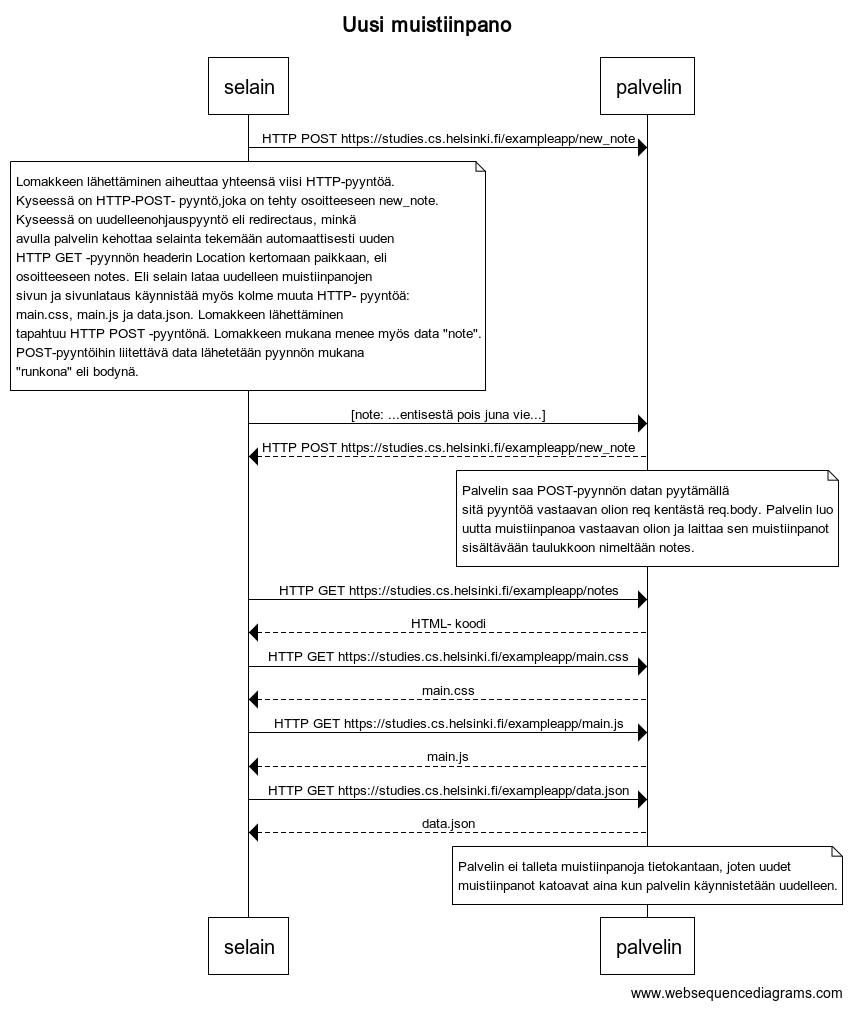 Uusi muistiinpano
selain
palvelin
HTTP POST https://studies.cs.helsinki.fi/exampleapp/new_note
Lomakkeen lähettäminen aiheuttaa yhteensä viisi HTTP-pyyntöä.
Kyseessä on HTTP-POST- pyyntö,joka on tehty osoitteeseen new_note.
Kyseessä on uudelleenohjauspyyntö eli redirectaus, minkä
avulla palvelin kehottaa selainta tekemään automaattisesti uuden
HTTP GET -pyynnön headerin Location kertomaan paikkaan, eli
osoitteeseen notes. Eli selain lataa uudelleen muistiinpanojen
sivun ja sivunlataus käynnistää myös kolme muuta HTTP- pyyntöä:
main.css, main.js ja data.json. Lomakkeen lähettäminen
tapahtuu HTTP POST -pyyntönä. Lomakkeen mukana menee myös data "note".
POST-pyyntöihin liitettävä data lähetetään pyynnön mukana
"runkona" eli bodynä.
[note: ...entisestä pois juna vie...]
HTTP POST https://studies.cs.helsinki.fi/exampleapp/new_note
Palvelin saa POST-pyynnön datan pyytämällä
sitä pyyntöä vastaavan olion req kentästä req.body. Palvelin luo
uutta muistiinpanoa vastaavan olion ja laittaa sen muistiinpanot
sisältävään taulukkoon nimeltään notes.
HTTP GET https://studies.cs.helsinki.fi/exampleapp/notes
HTML- koodi
HTTP GET https://studies.cs.helsinki.fi/exampleapp/main.css
main.css
HTTP GET https://studies.cs.helsinki.fi/exampleapp/main.js
main.js
HTTP GET https://studies.cs.helsinki.fi/exampleapp/data.json
data.json
Palvelin ei talleta muistiinpanoja tietokantaan, joten uudet
muistiinpanot katoavat aina kun palvelin käynnistetään uudelleen.
selain
palvelin
www.websequencediagrams.com